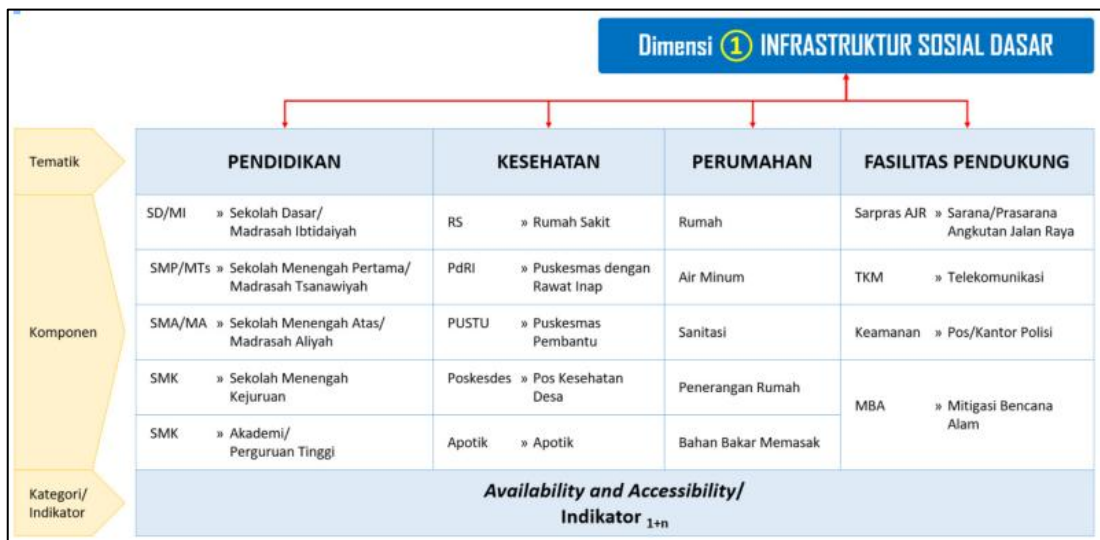 Dimensi ① INFRASTRUKTUR SOSIAL DASAR
Tematik
PENDIDIKAN
KESEHATAN
PERUMAHAN
FASILITAS PENDUKUNG
Komponen
SD/MI » Sekolah Dasar/
Madrasah Ibtidaiyah
RS » Rumah Sakit
Rumah
Sarpras AJR » Sarana/Prasarana
Angkutan Jalan Raya
SMP/MTs » Sekolah Menengah Pertama/
Madrasah Tsanawiyah
PdRI » Puskesmas dengan
Rawat Inap
Air Minum
TKM » Telekomunikasi
SMA/MA » Sekolah Menengah Atas/
Madrasah Aliyah
PUSTU » Puskesmas
Pembantu
Sanitasi
Keamanan » Pos/Kantor Polisi
SMK » Sekolah Menengah
Kejuruan
Poskesdes » Pos Kesehatan
Desa
Penerangan Rumah
MBA » Mitigasi Bencana
Alam
SMK » Akademi/
Perguruan Tinggi
Apotik » Apotik
Bahan Bakar Memasak
Kategori/
Indikator
Availability and Accessibility/
Indikator 1+n